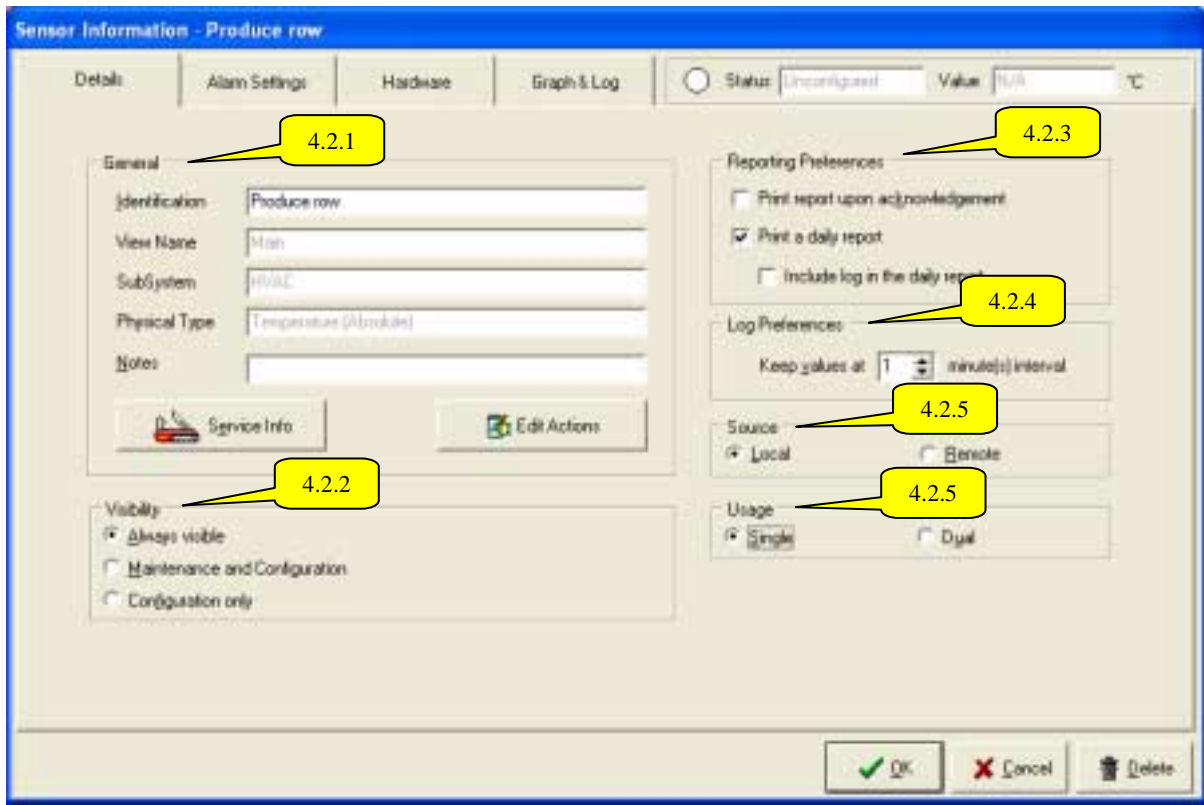 Sensor Information - Produce row
Details
Alarm Settings
Hardware
Graph & Log
Status Unconfigured
Value N/A °C
4.2.1
General
Identification Produce row
View Name Main
SubSystem HVAC
Physical Type Temperature (Absolute)
Notes
Service Info
Edit Actions
4.2.2
Visibility
Always visible
Maintenance and Configuration
Configuration only
4.2.3
Reporting Preferences
Print report upon acknowledgement
Print a daily report
Include log in the daily report
4.2.4
Log Preferences
Keep values at 1 minute(s) interval
4.2.5
Source
Local
Remote
4.2.5
Usage
Single
Dual
OK
Cancel
Delete